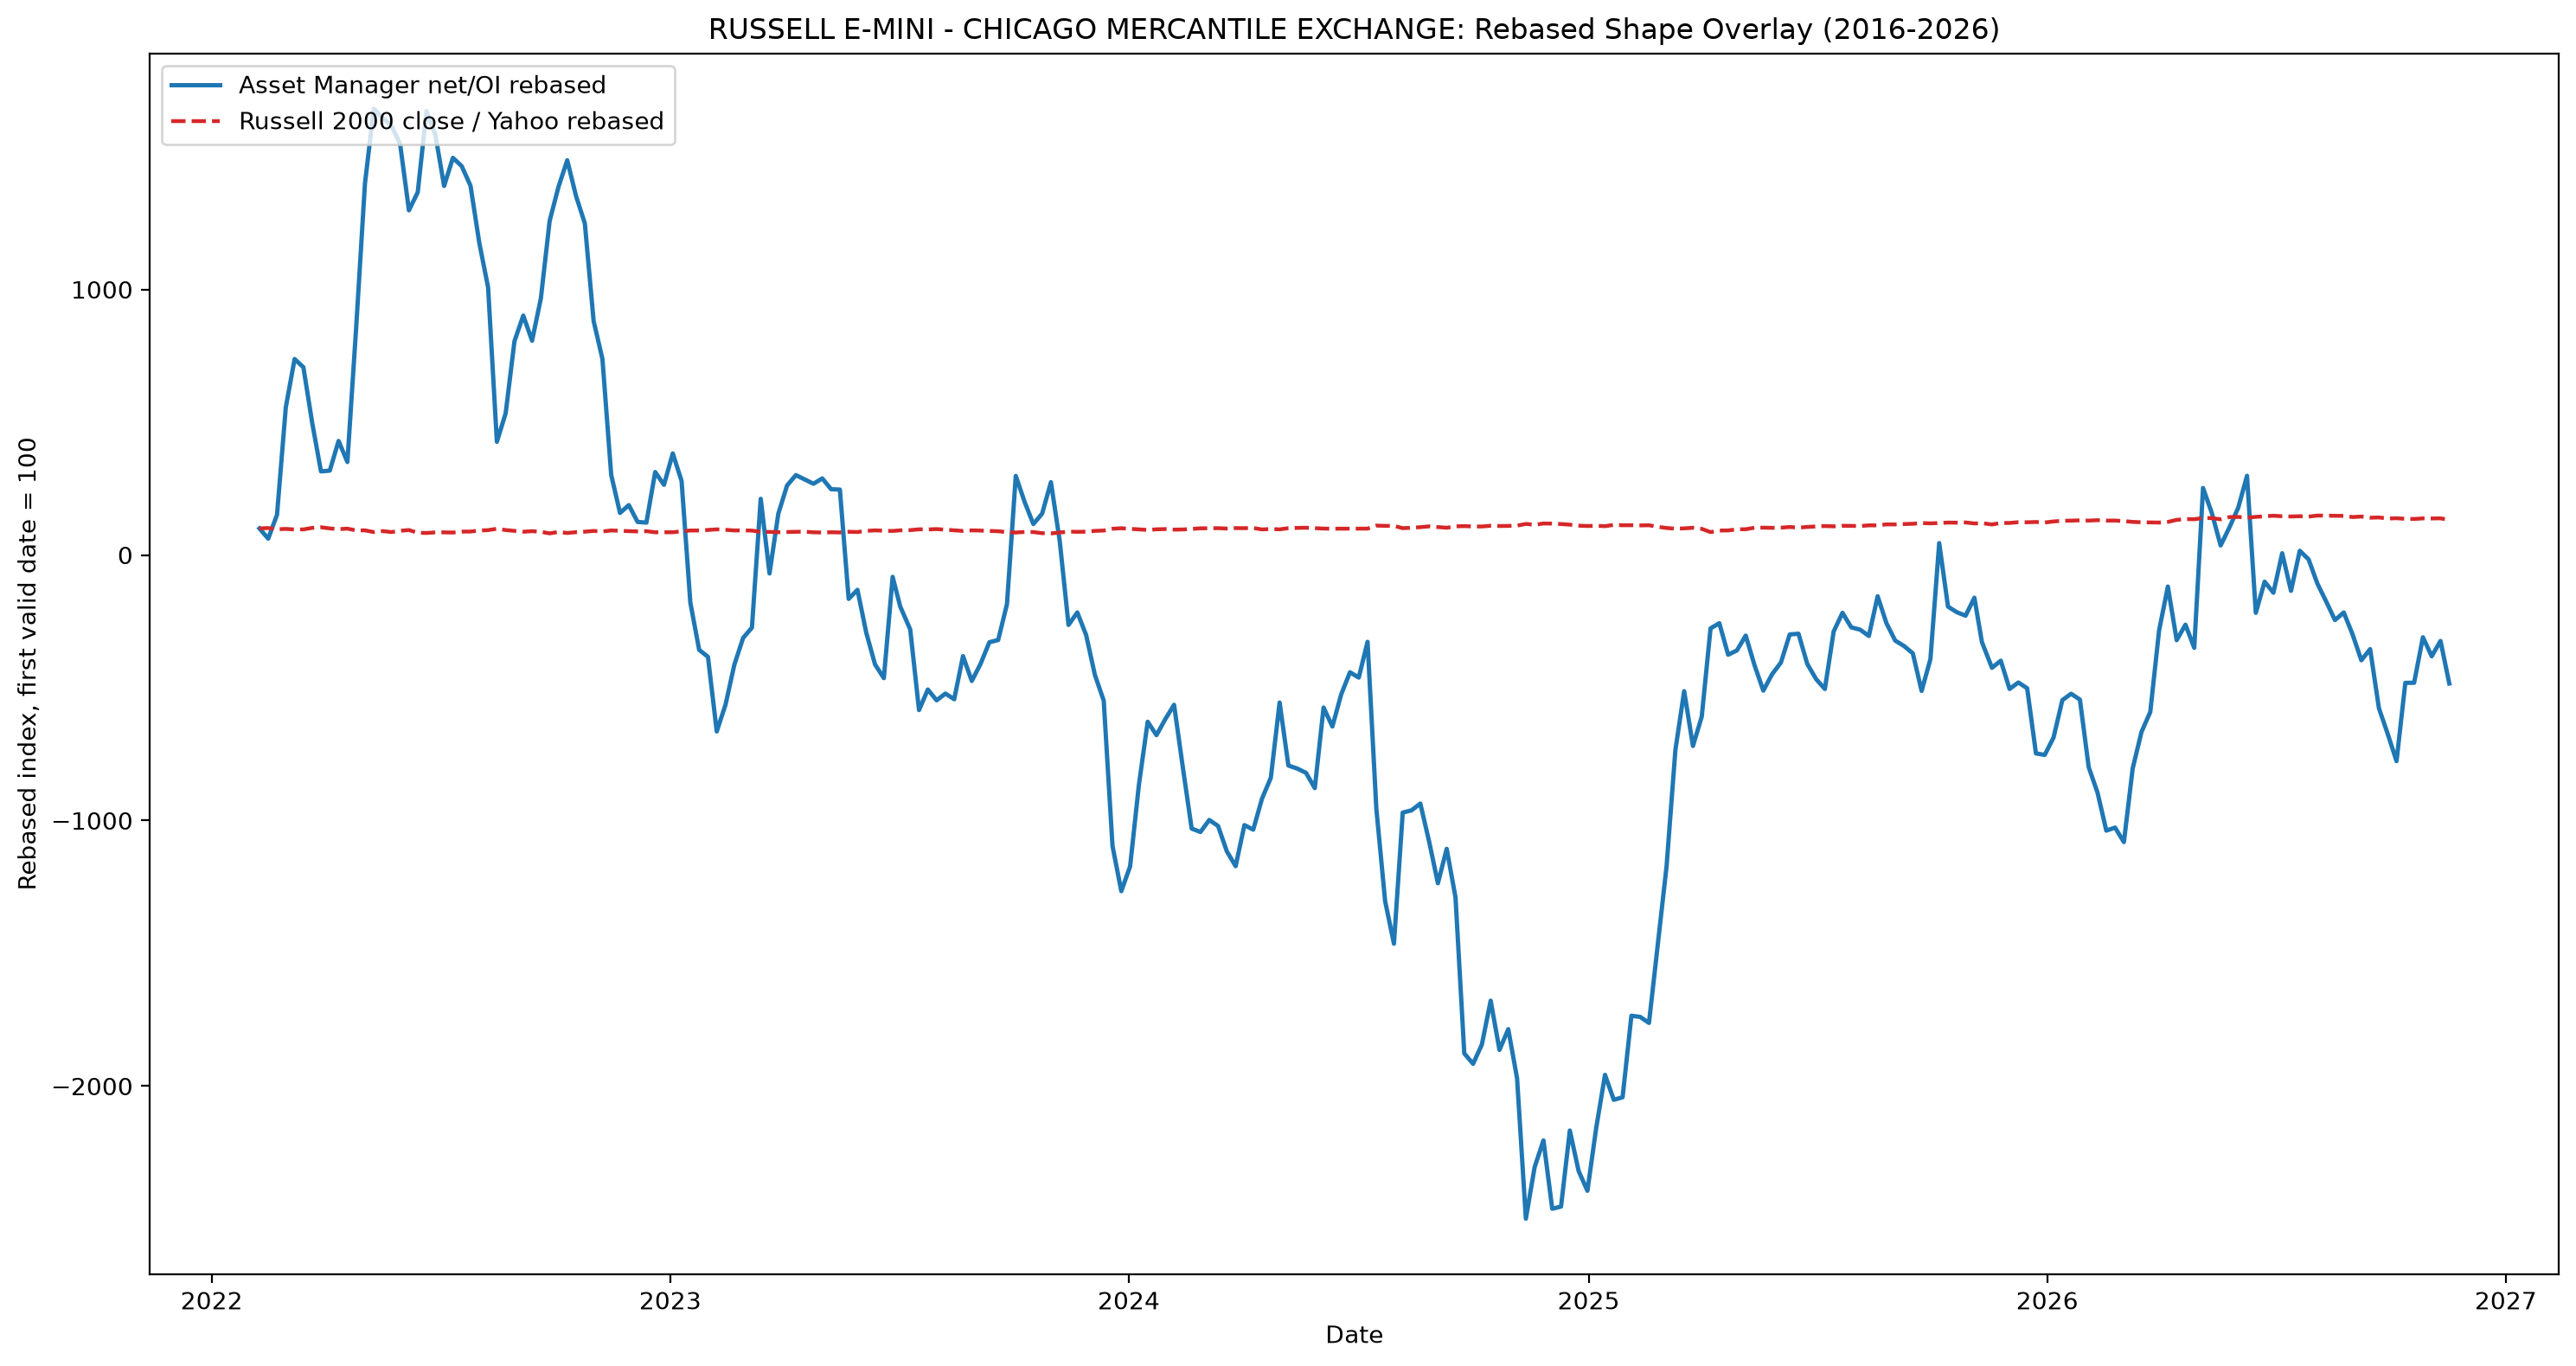 RUSSELL E-MINI - CHICAGO MERCANTILE EXCHANGE: Rebased Shape Overlay (2016-2026)
Asset Manager net/OI rebased
Russell 2000 close / Yahoo rebased
Rebased index, first valid date = 100
1000
0
−1000
−2000
2022
2023
2024
2025
2026
2027
Date